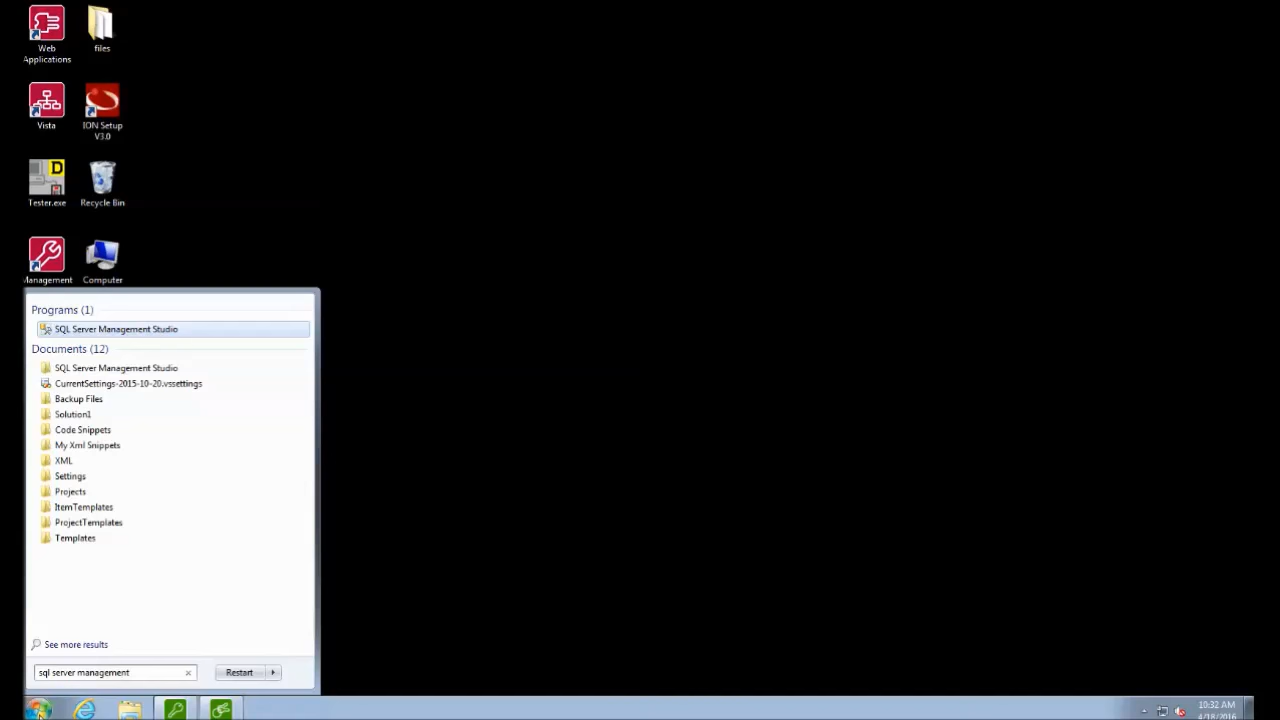 Web
Applications
files
Vista
ION Setup
V3.0
D
Tester.exe
Recycle Bin
Management
Computer
Programs (1)
SQL Server Management Studio
Documents (12)
SQL Server Management Studio
CurrentSettings-2015-10-20.vssettings
Backup Files
Solution1
Code Snippets
My Xml Snippets
XML
Settings
Projects
ItemTemplates
ProjectTemplates
Templates
See more results
sql server management
Restart
10:32 AM
4/18/2016